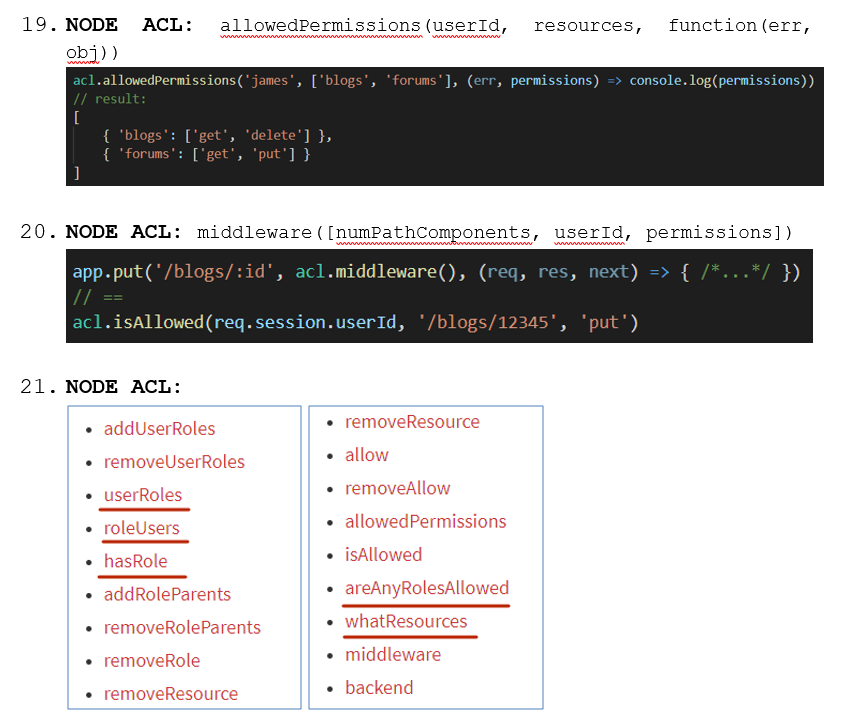 19. NODE ACL: allowedPermissions(userId, resources, function(err,
obj))
acl.allowedPermissions('james', ['blogs', 'forums'], (err, permissions) => console.log(permissions))
// result:
[
{ 'blogs': ['get', 'delete'] },
{ 'forums': ['get', 'put'] }
]
20. NODE ACL: middleware([numPathComponents, userId, permissions])
app.put('/blogs/:id', acl.middleware(), (req, res, next) => { /*...*/ })
// ==
acl.isAllowed(req.session.userId, '/blogs/12345', 'put')
21. NODE ACL:
• addUserRoles
• removeUserRoles
• userRoles
• roleUsers
• hasRole
• addRoleParents
• removeRoleParents
• removeRole
• removeResource
• removeResource
• allow
• removeAllow
• allowedPermissions
• isAllowed
• areAnyRolesAllowed
• whatResources
• middleware
• backend